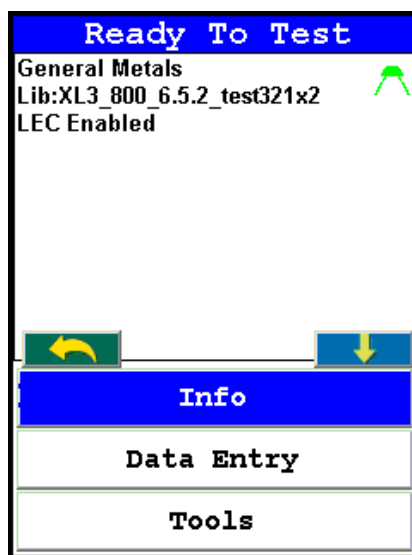 Ready To Test
General Metals
Lib:XL3_800_6.5.2_test321x2
LEC Enabled
Info
Data Entry
Tools